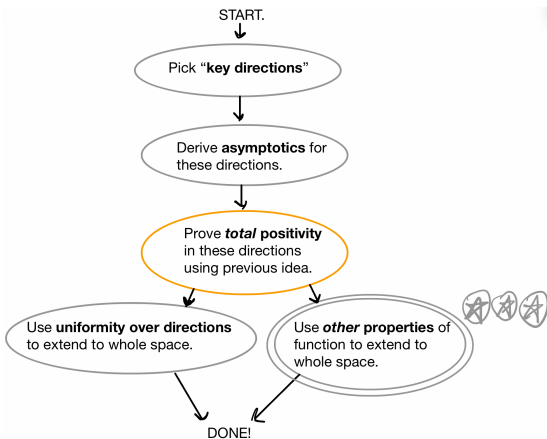 START.
Pick “key directions”
Derive asymptotics for
these directions.
Prove total positivity
in these directions
using previous idea.
Use uniformity over directions
to extend to whole space.
Use other properties of
function to extend to
whole space.
DONE!